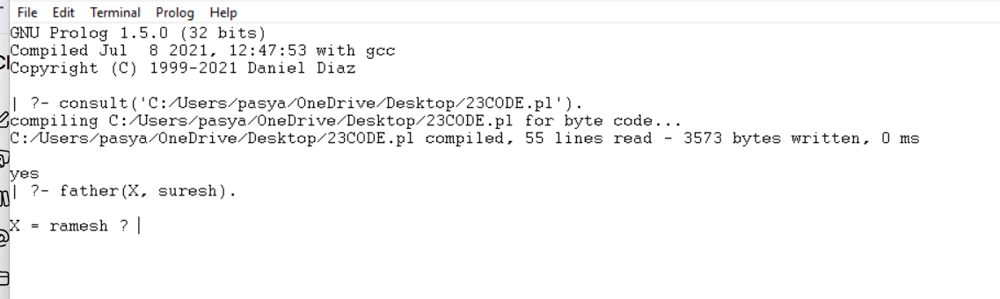 File Edit Terminal Prolog Help
GNU Prolog 1.5.0 (32 bits)
Compiled Jul  8 2021, 12:47:53 with gcc
Copyright (C) 1999-2021 Daniel Diaz
| ?- consult('C:/Users/pasya/OneDrive/Desktop/23CODE.pl').
compiling C:/Users/pasya/OneDrive/Desktop/23CODE.pl for byte code...
C:/Users/pasya/OneDrive/Desktop/23CODE.pl compiled, 55 lines read - 3573 bytes written, 0 ms
yes
| ?- father(X, suresh).
X = ramesh ?